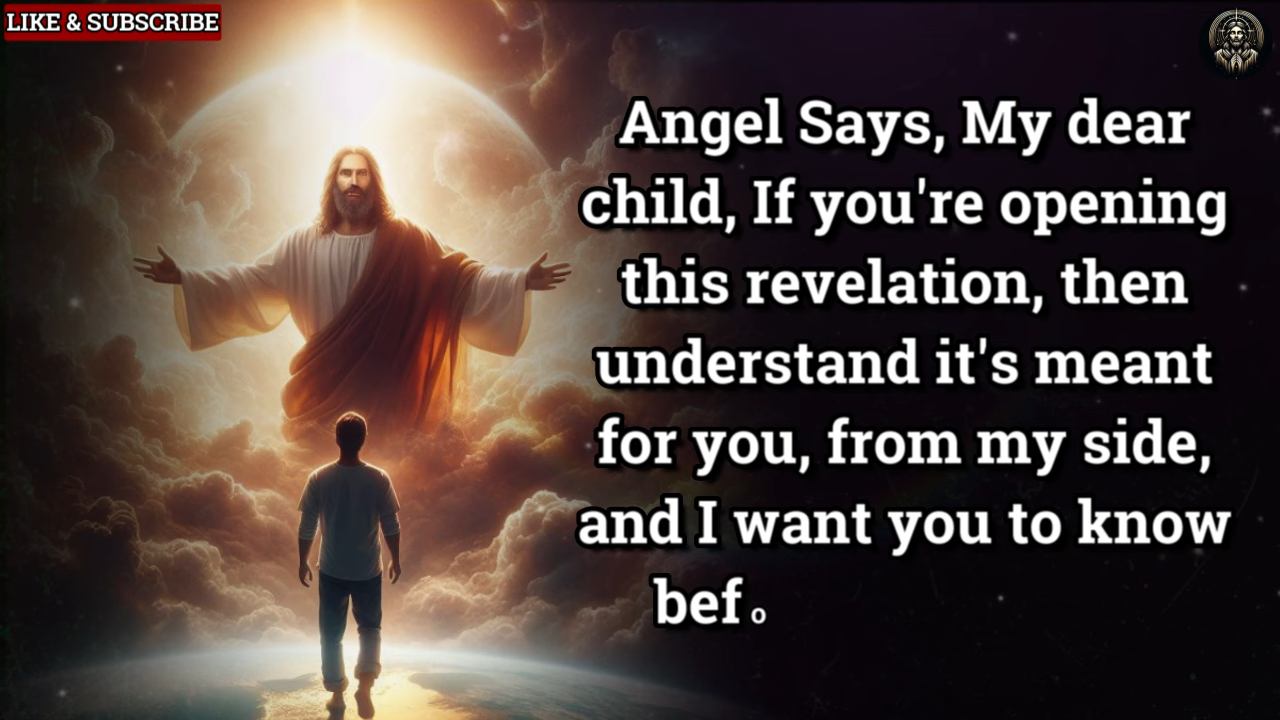 LIKE & SUBSCRIBE
Angel Says, My dear
child, If you're opening
this revelation, then
understand it's meant
for you, from my side,
and I want you to know
befo